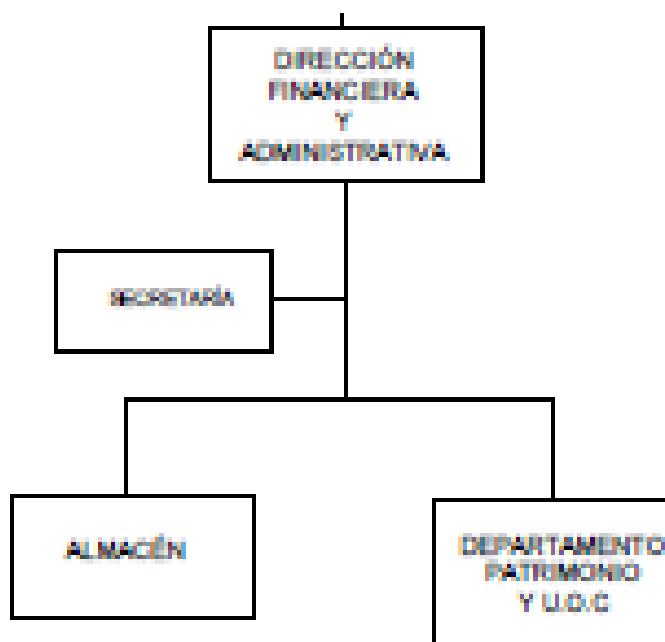 DIRECCIÓN
FINANCIERA
Y
ADMINISTRATIVA
SECRETARÍA
ALMACÉN
DEPARTAMENTO
PATRIMONIO
Y U.O.C